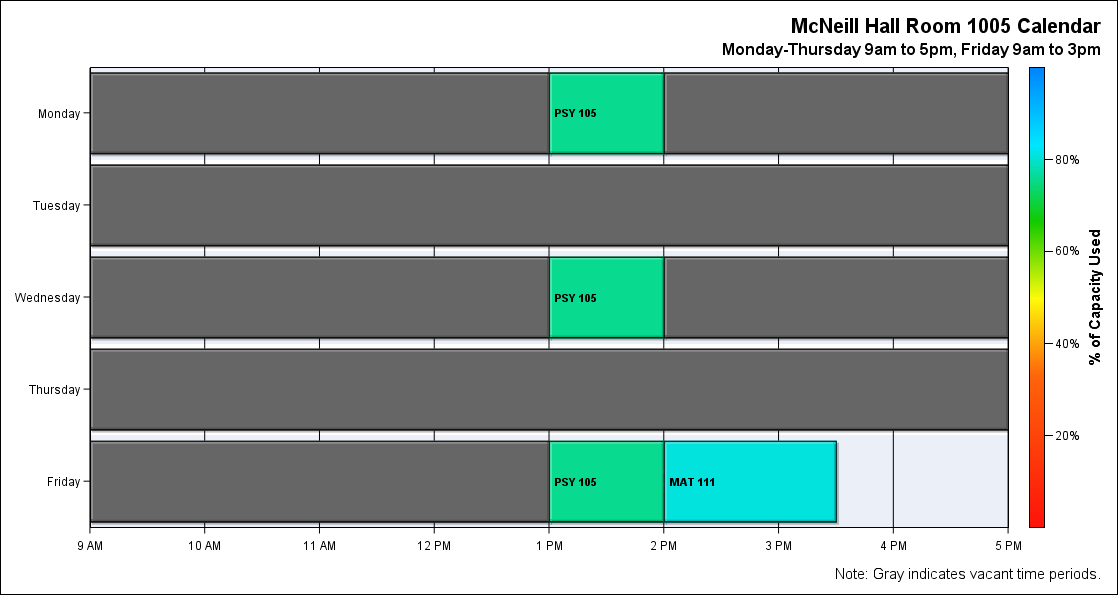 McNeill Hall Room 1005 Calendar
Monday-Thursday 9am to 5pm, Friday 9am to 3pm
Monday
PSY 105
Tuesday
Wednesday
PSY 105
Thursday
Friday
PSY 105
MAT 111
9 AM
10 AM
11 AM
12 PM
1 PM
2 PM
3 PM
4 PM
5 PM
80%
60%
40%
20%
% of Capacity Used
Note: Gray indicates vacant time periods.